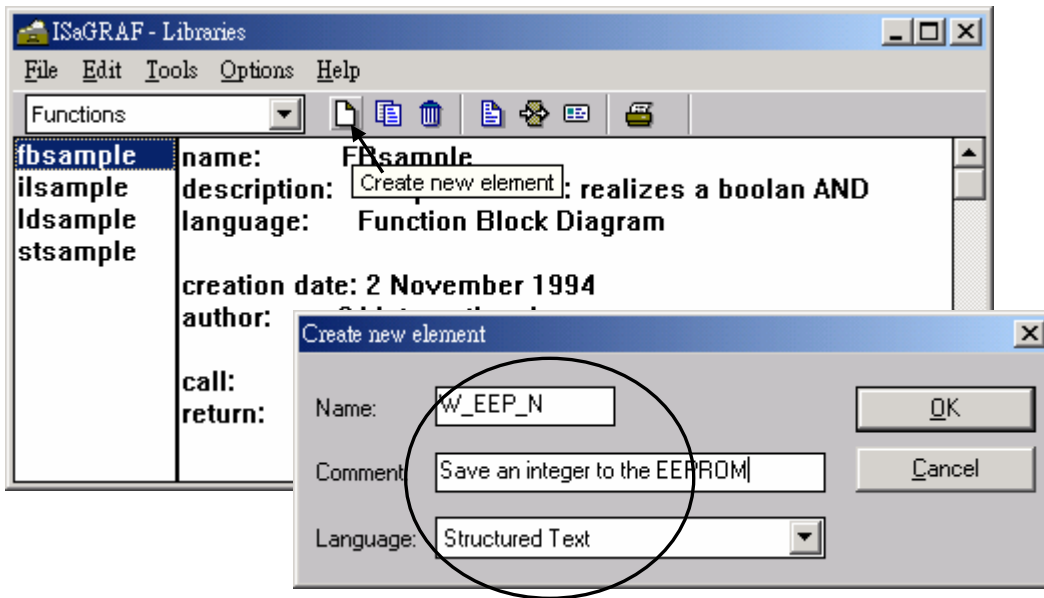 ISaGRAF - Libraries
File Edit Tools Options Help
Functions
fbsample
ilsample
ldsample
stsample
name: FBsample
description: : realizes a boolan AND
Create new element
language: Function Block Diagram
creation date: 2 November 1994
author:
call:
return:
Create new element
Name: W_EEP_N
OK
Comment: Save an integer to the EEPROM
Cancel
Language: Structured Text